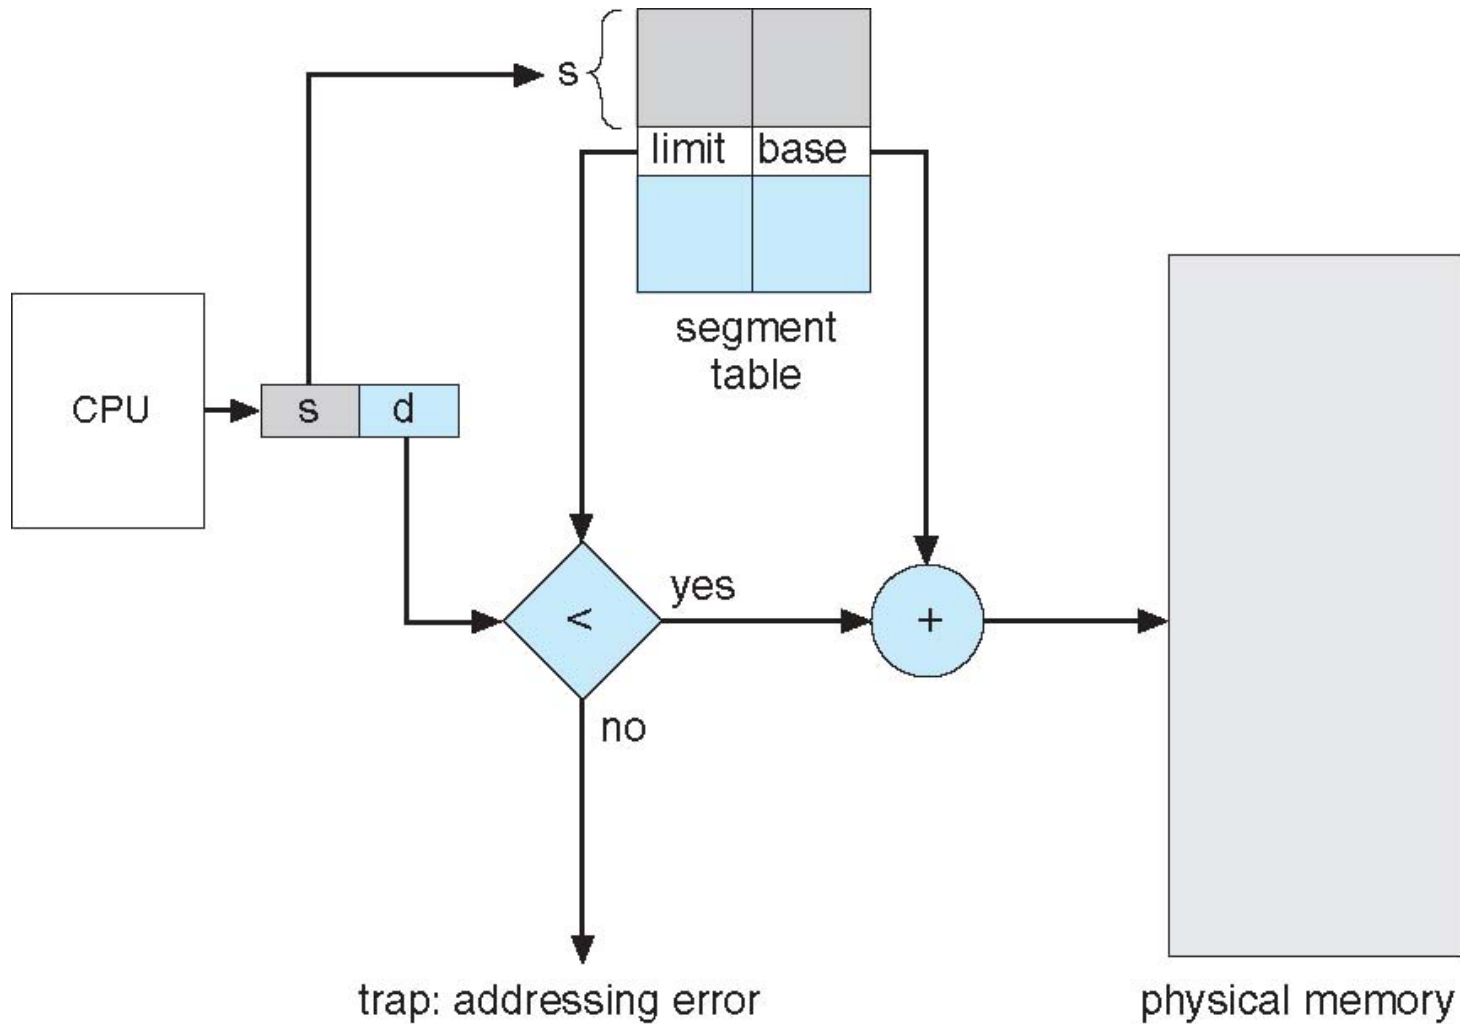 s
limit base
segment
table
CPU
s d
<
yes
+
no
trap: addressing error
physical memory